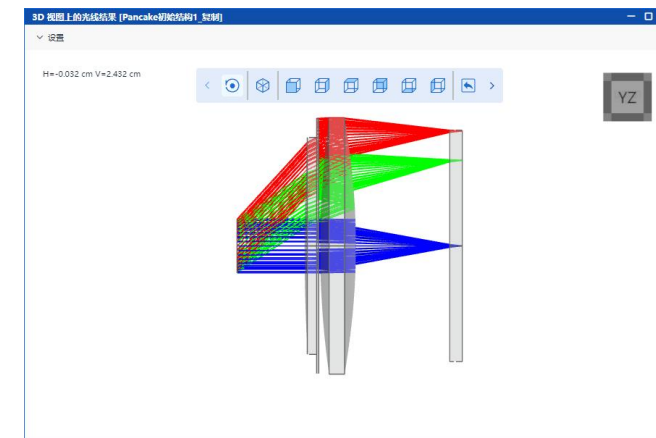 3D 视图上的光线结果 [Pancake初始结构1_复制]
设置
H=-0.032 cm V=2.432 cm
YZ